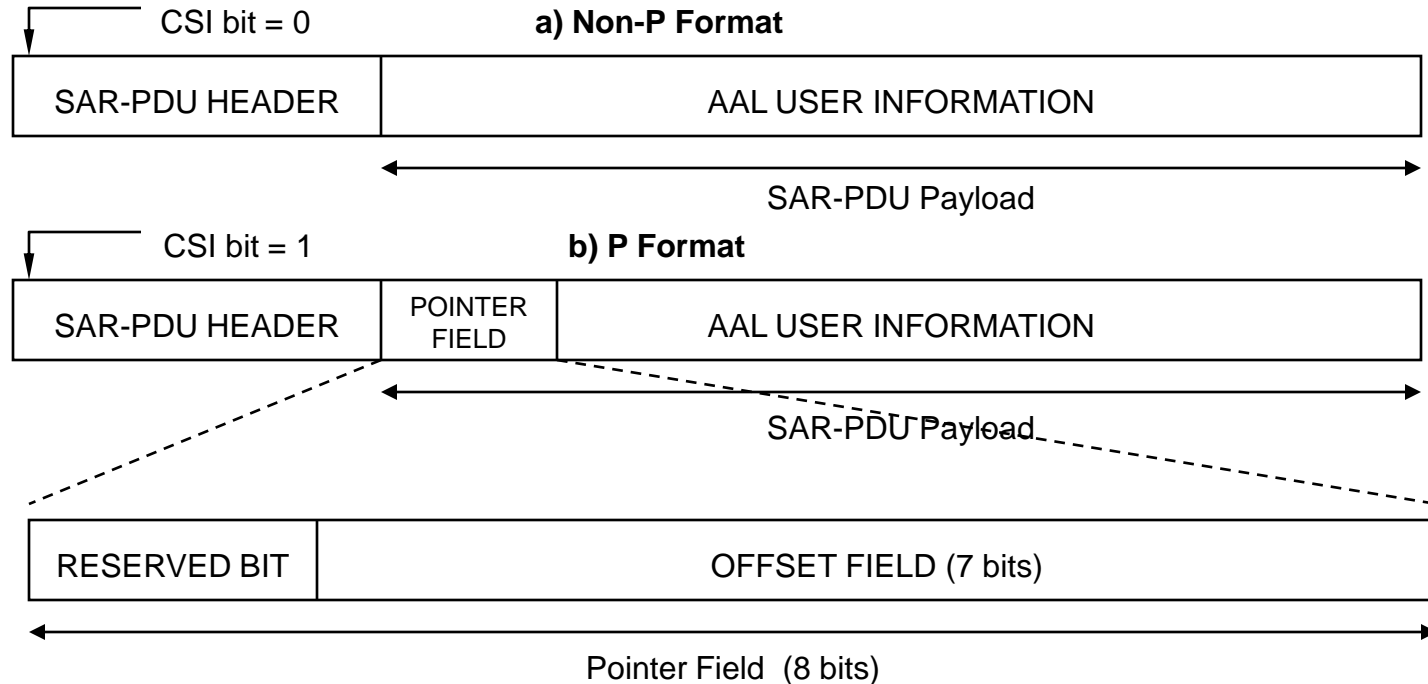 CSI bit = 0
a) Non-P Format
SAR-PDU HEADER
AAL USER INFORMATION
SAR-PDU Payload
CSI bit = 1
b) P Format
SAR-PDU HEADER
POINTER
FIELD
AAL USER INFORMATION
SAR-PDU Payload
RESERVED BIT
OFFSET FIELD (7 bits)
Pointer Field (8 bits)